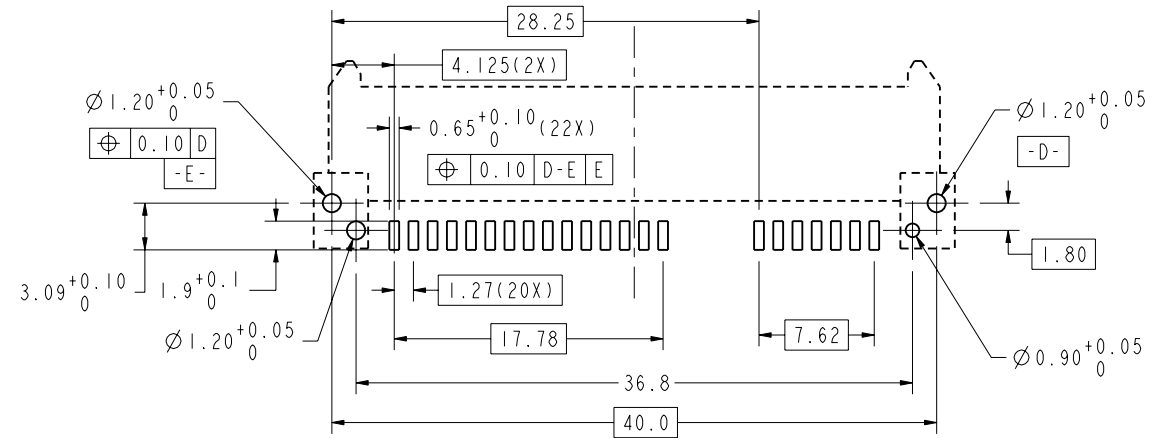 28.25
4.125(2X)
Ø1.20 +0.05 0
⌖ 0.10 D
-E-
0.65 +0.10 0 (22X)
⌖ 0.10 D-E E
Ø1.20 +0.05 0
-D-
3.09 +0.10 0
1.9 +0.1 0
1.27(20X)
1.80
Ø1.20 +0.05 0
17.78
7.62
Ø0.90 +0.05 0
36.8
40.0